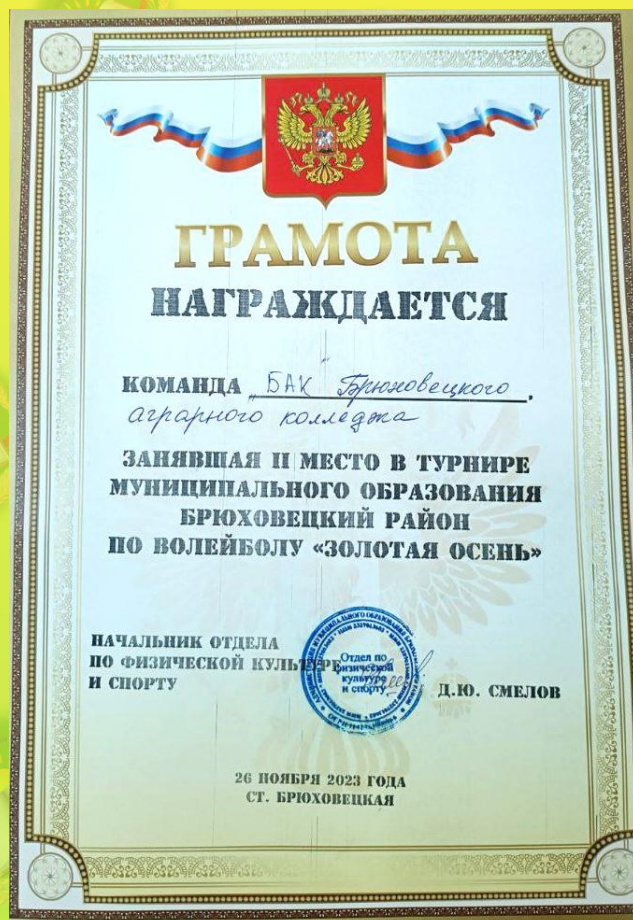 ГРАМОТА
НАГРАЖДАЕТСЯ
КОМАНДА „БАК" Брюховецкого
аграрного колледжа
ЗАНЯВШАЯ II МЕСТО В ТУРНИРЕ
МУНИЦИПАЛЬНОГО ОБРАЗОВАНИЯ
БРЮХОВЕЦКИЙ РАЙОН
ПО ВОЛЕЙБОЛУ «ЗОЛОТАЯ ОСЕНЬ»
НАЧАЛЬНИК ОТДЕЛА
ПО ФИЗИЧЕСКОЙ КУЛЬТУРЕ
И СПОРТУ
Отдел по
физической
культуре
и спорту
Д.Ю. СМЕЛОВ
26 НОЯБРЯ 2023 ГОДА
СТ. БРЮХОВЕЦКАЯ